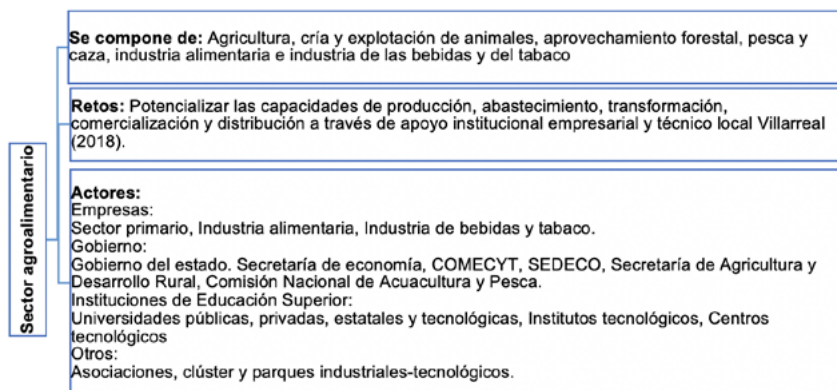 Sector agroalimentario
Se compone de: Agricultura, cría y explotación de animales, aprovechamiento forestal, pesca y
caza, industria alimentaria e industria de las bebidas y del tabaco
Retos: Potencializar las capacidades de producción, abastecimiento, transformación,
comercialización y distribución a través de apoyo institucional empresarial y técnico local Villarreal
(2018).
Actores:
Empresas:
Sector primario, Industria alimentaria, Industria de bebidas y tabaco.
Gobierno:
Gobierno del estado. Secretaría de economía, COMECYT, SEDECO, Secretaría de Agricultura y
Desarrollo Rural, Comisión Nacional de Acuacultura y Pesca.
Instituciones de Educación Superior:
Universidades públicas, privadas, estatales y tecnológicas, Institutos tecnológicos, Centros
tecnológicos
Otros:
Asociaciones, clúster y parques industriales-tecnológicos.